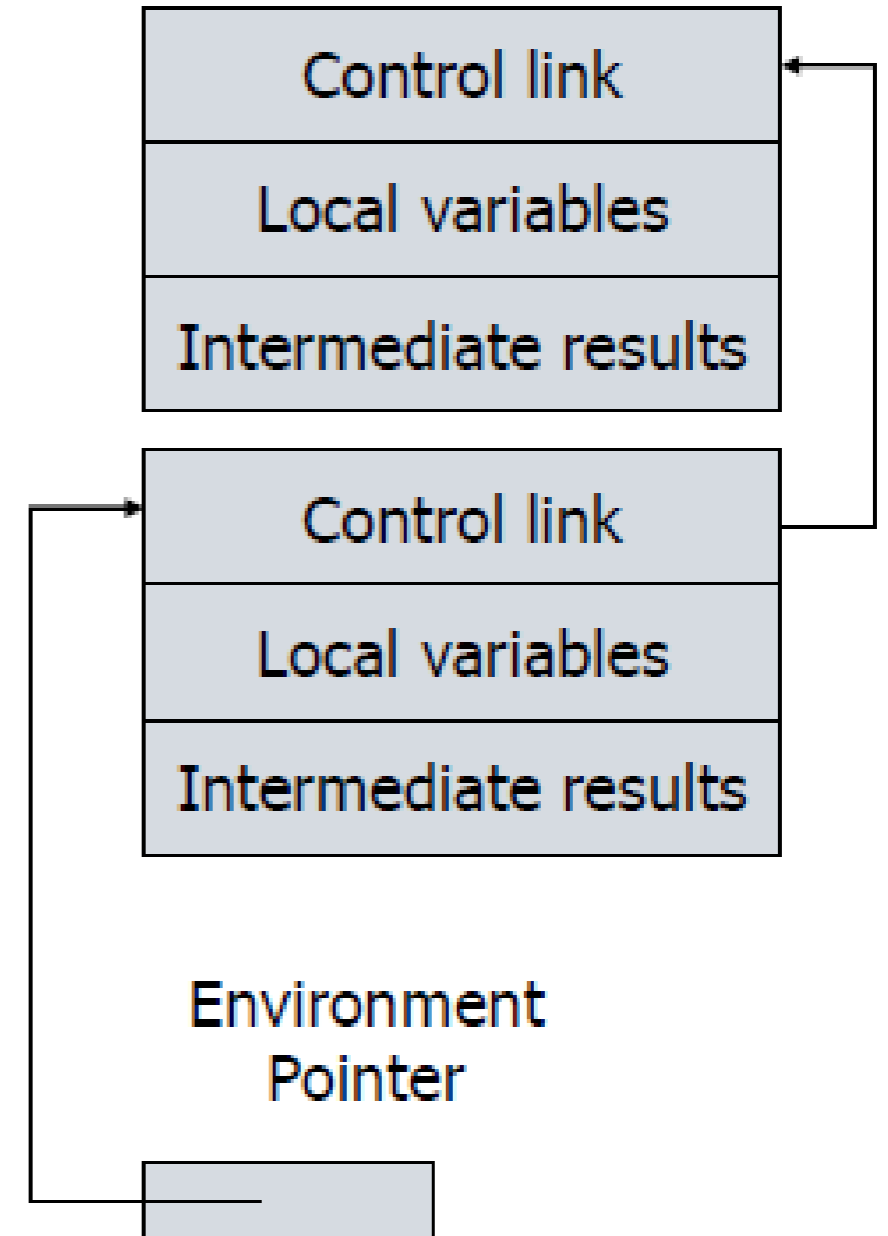 Control link
Local variables
Intermediate results
Control link
Local variables
Intermediate results
Environment
Pointer